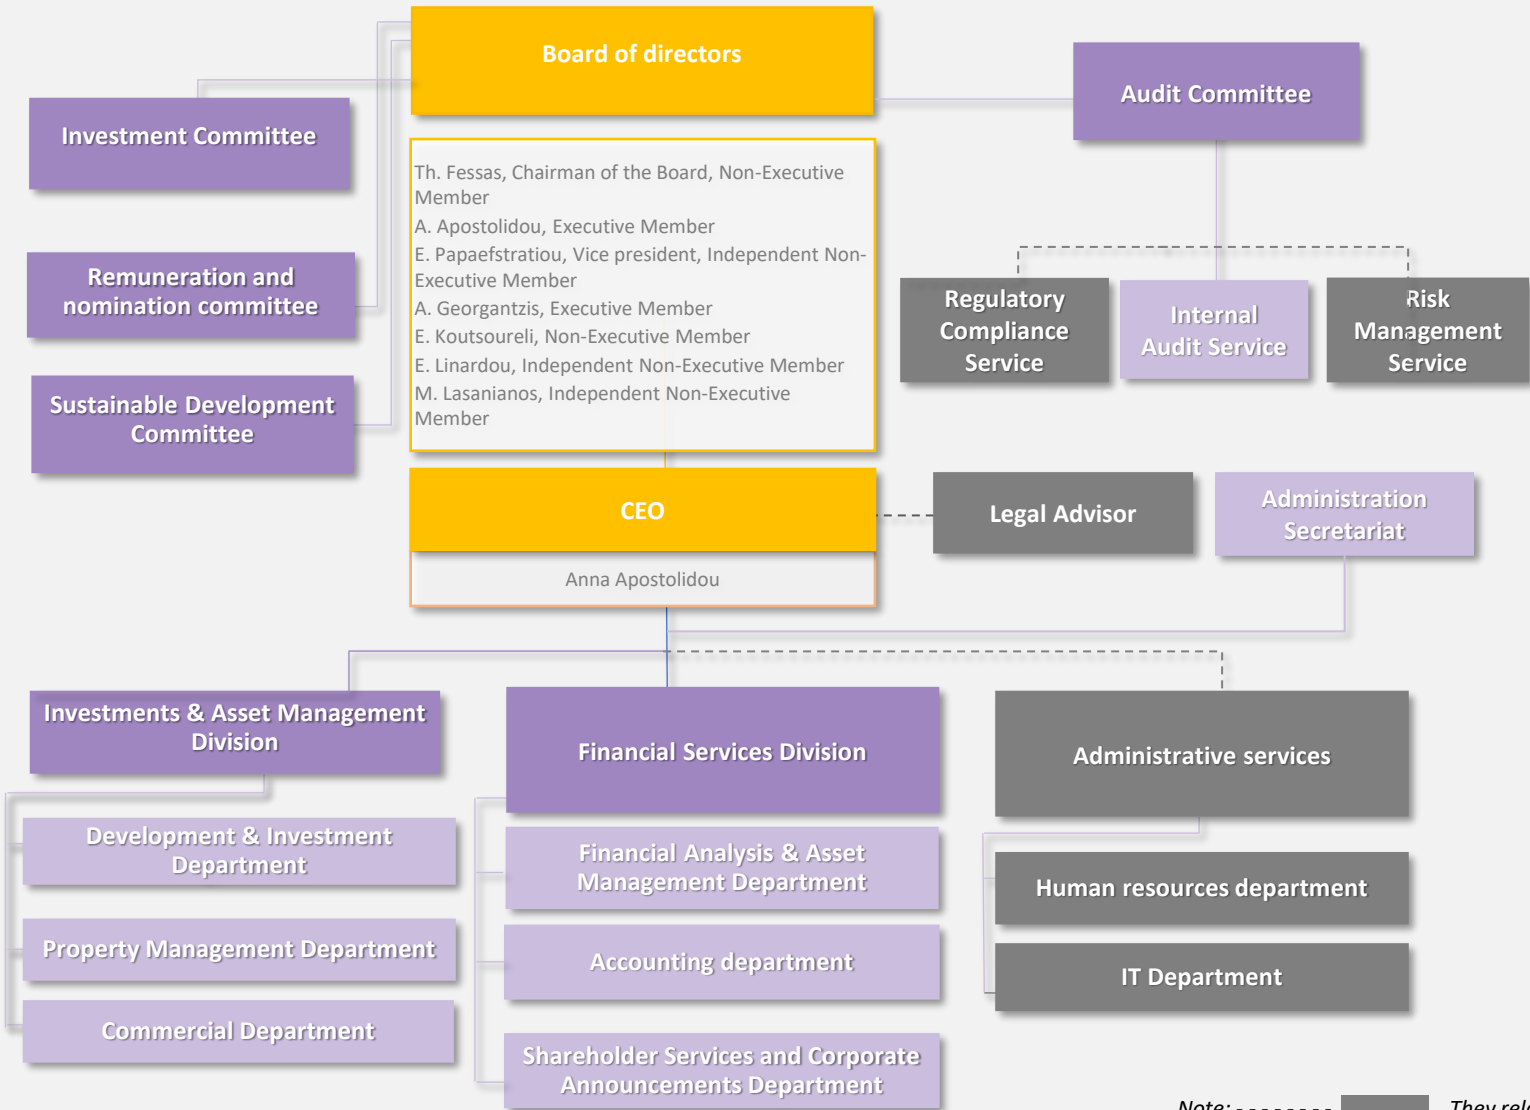 Board of directors
Audit Committee
Investment Committee
Th. Fessas, Chairman of the Board, Non-Executive
Member
A. Apostolidou, Executive Member
E. Papaefstratiou, Vice president, Independent Non-
Executive Member
A. Georgantzis, Executive Member
E. Koutsoureli, Non-Executive Member
E. Linardou, Independent Non-Executive Member
M. Lasanianos, Independent Non-Executive
Member
Remuneration and
nomination committee
Sustainable Development
Committee
Regulatory
Compliance
Service
Internal
Audit Service
Risk
Management
Service
CEO
Anna Apostolidou
Legal Advisor
Administration
Secretariat
Investments & Asset Management
Division
Financial Services Division
Administrative services
Development & Investment
Department
Property Management Department
Commercial Department
Financial Analysis & Asset
Management Department
Accounting department
Shareholder Services and Corporate
Announcements Department
Human resources department
IT Department
Note: -------- They rel